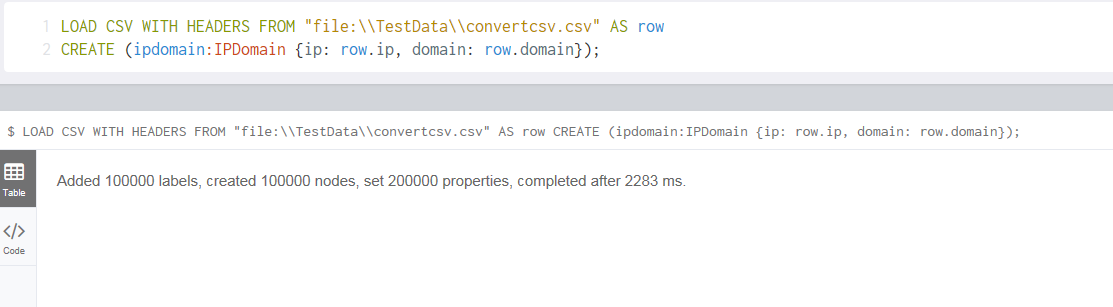 1 LOAD CSV WITH HEADERS FROM "file:\\TestData\\convertcsv.csv" AS row
2 CREATE (ipdomain:IPDomain {ip: row.ip, domain: row.domain});
$ LOAD CSV WITH HEADERS FROM "file:\\TestData\\convertcsv.csv" AS row CREATE (ipdomain:IPDomain {ip: row.ip, domain: row.domain});
Table
Added 100000 labels, created 100000 nodes, set 200000 properties, completed after 2283 ms.
</> 
Code